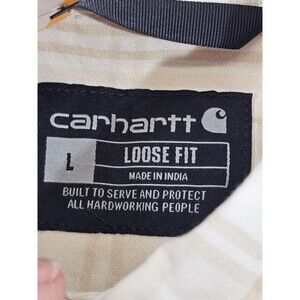 carhartt
L
LOOSE FIT
MADE IN INDIA
BUILT TO SERVE AND PROTECT
ALL HARDWORKING PEOPLE